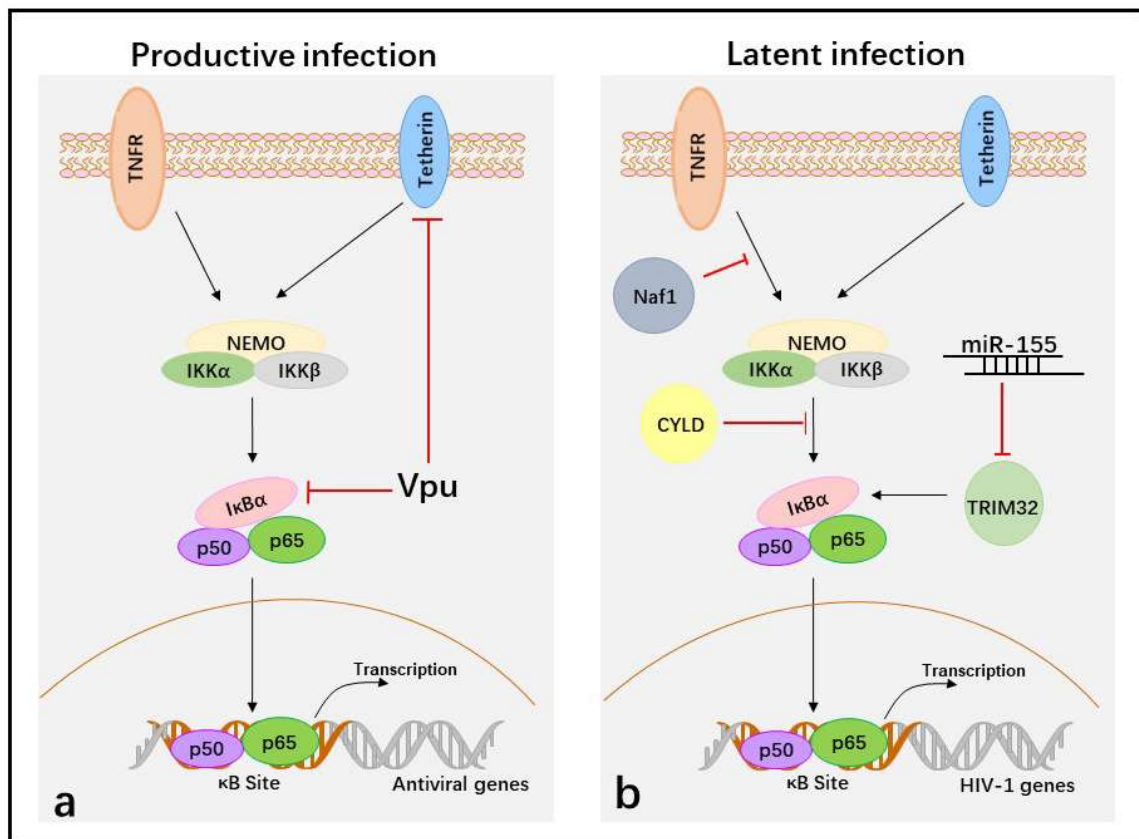 Productive infection
TNFR
Tetherin
NEMO
IKKα
IKKβ
Vpu
IκBα
p50
p65
Transcription
p50
p65
κB Site
Antiviral genes
a
Latent infection
TNFR
Tetherin
Naf1
NEMO
IKKα
IKKβ
miR-155
CYLD
IκBα
TRIM32
p50
p65
Transcription
p50
p65
κB Site
HIV-1 genes
b